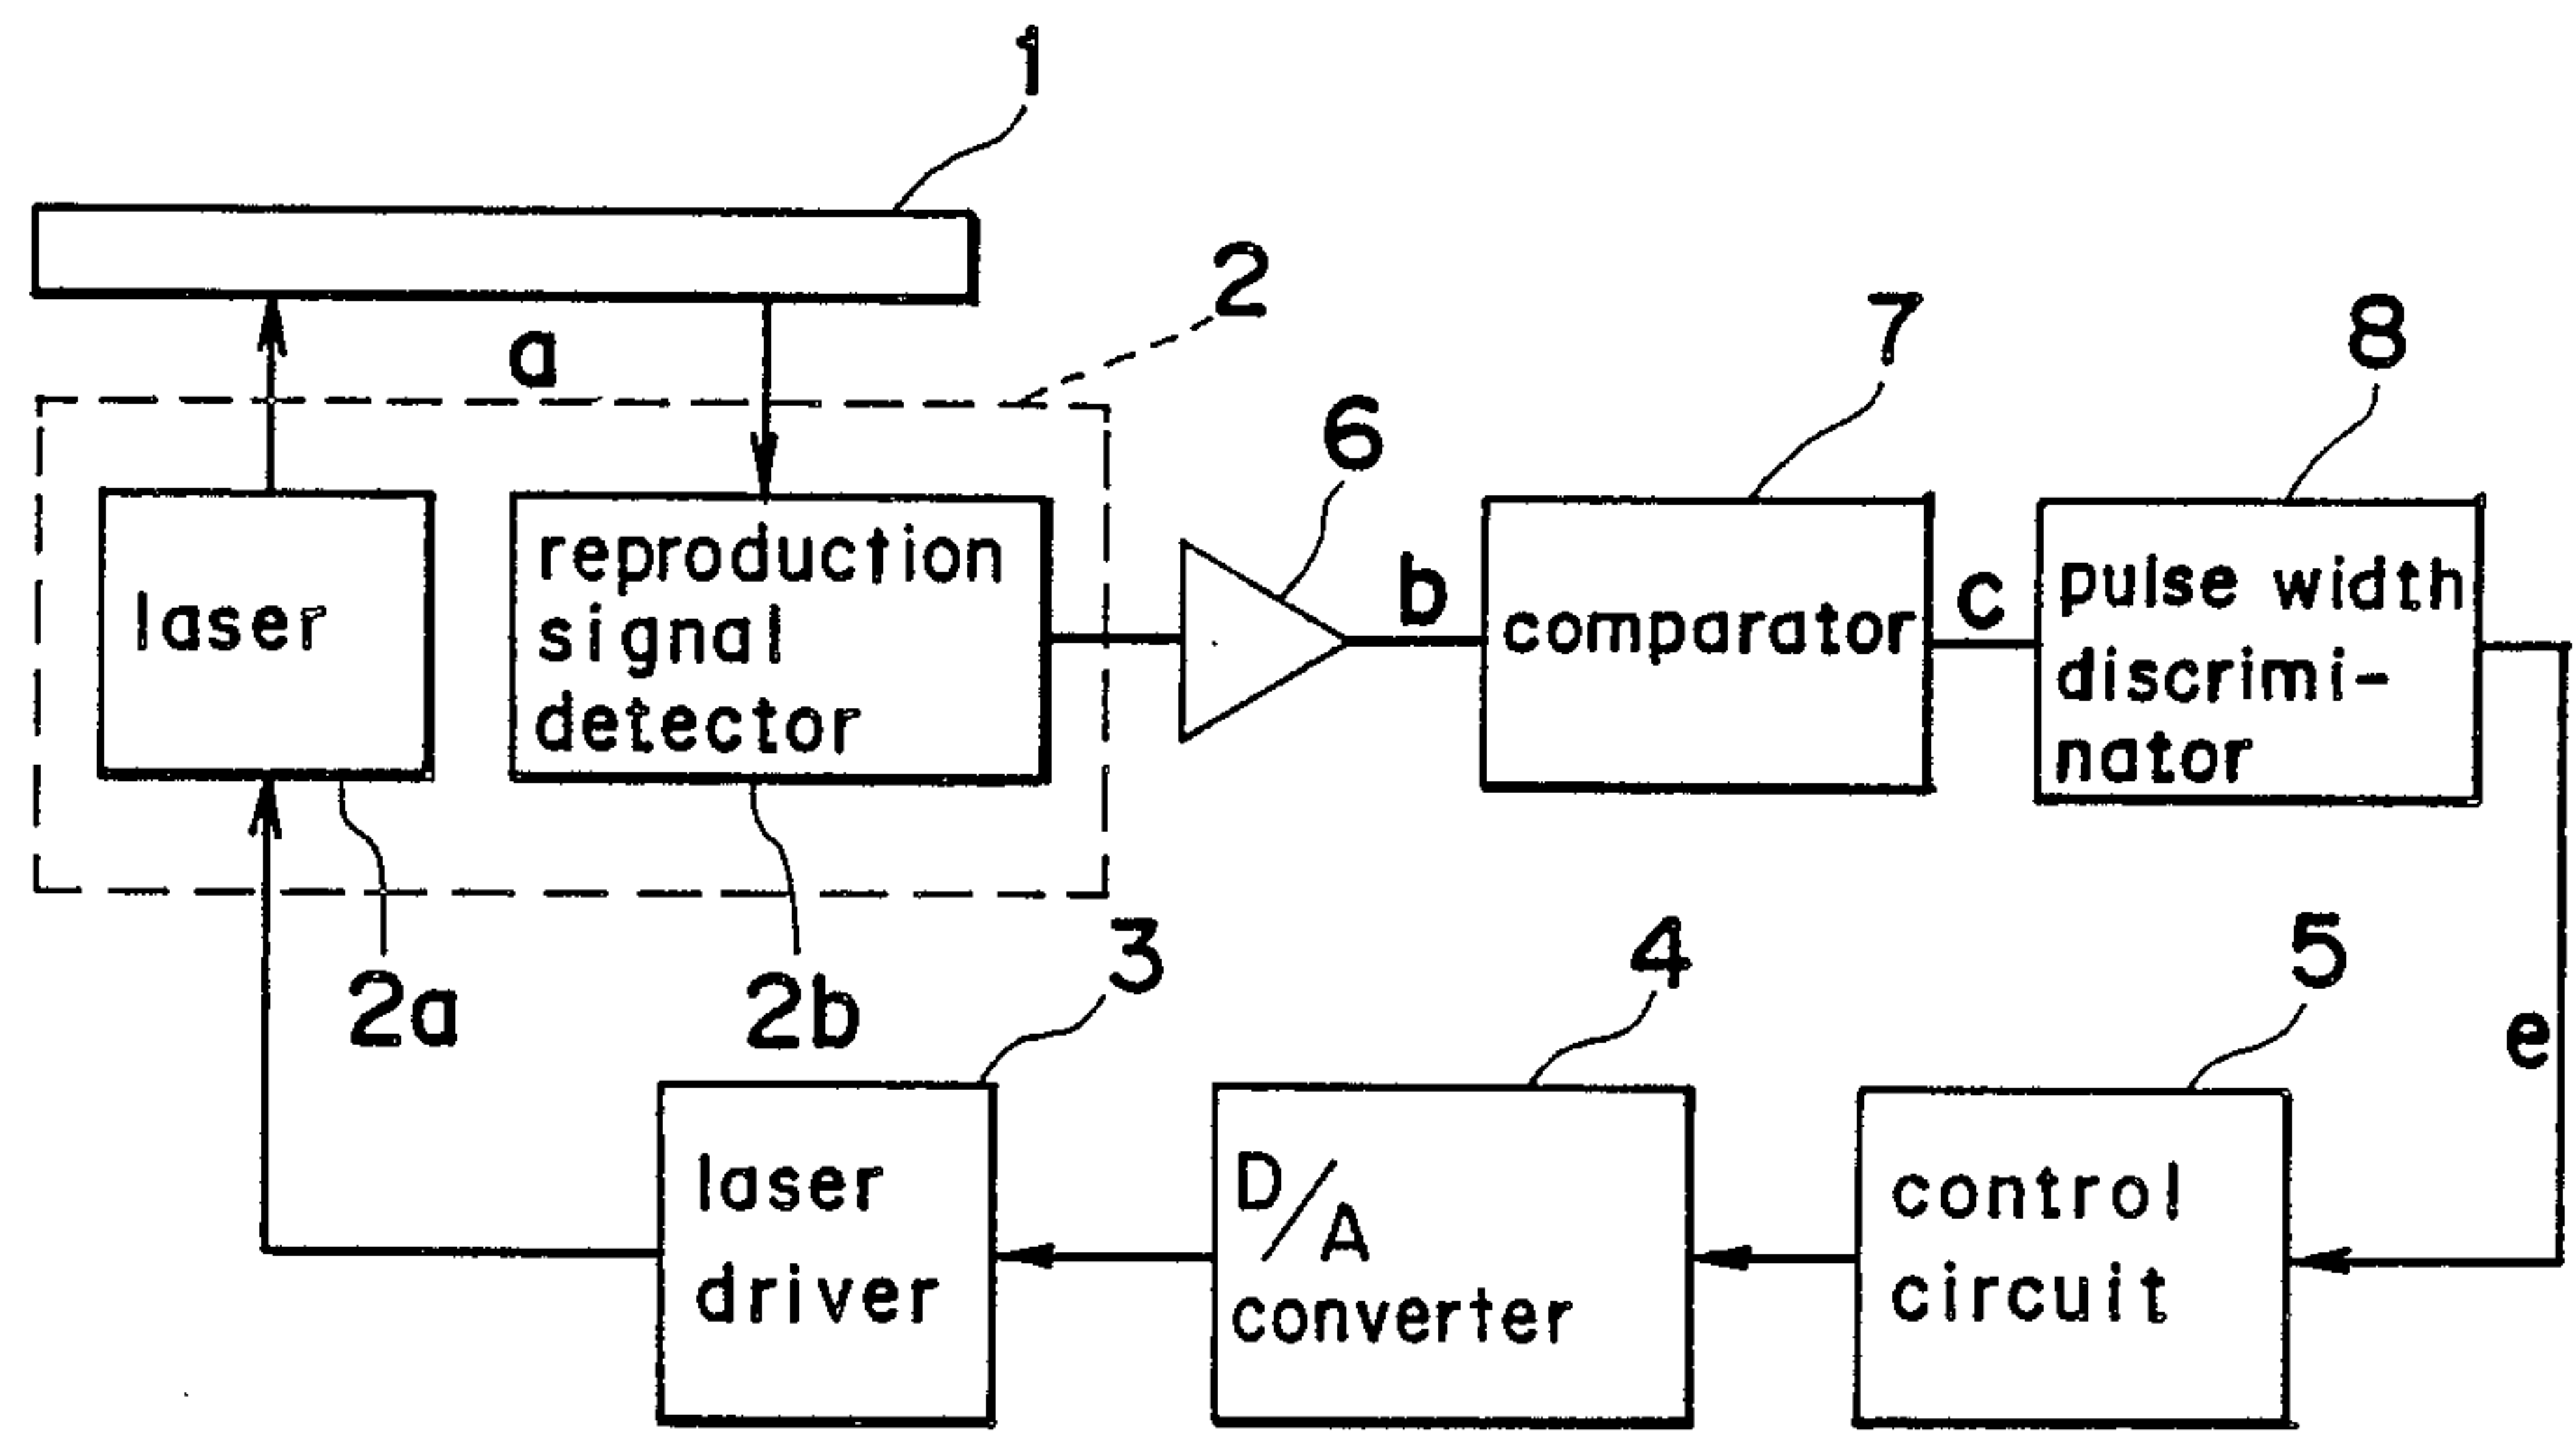 1
2
a
7
8
6
laser
reproduction
signal
detector
b
comparator
c
pulse width
discrimi-
nator
2a
2b
3
4
5
e
laser
driver
D/A
converter
control
circuit